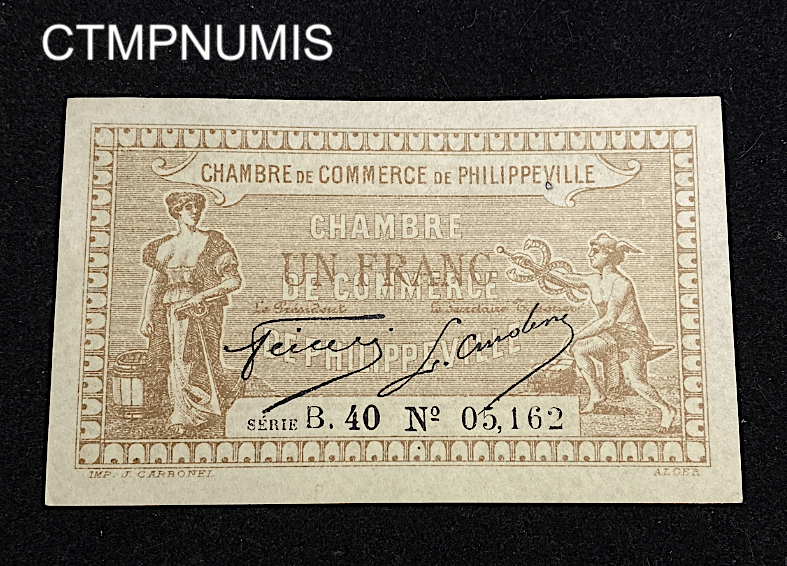 CTMPNUMIS
CHAMBRE DE COMMERCE DE PHILIPPEVILLE
CHAMBRE
UN FRANC
DE COMMERCE
Le Président Le Secrétaire
DE PHILIPPEVILLE
SÉRIE B. 40 Nº 05,162
IMP. J. CARBONEL ALGER